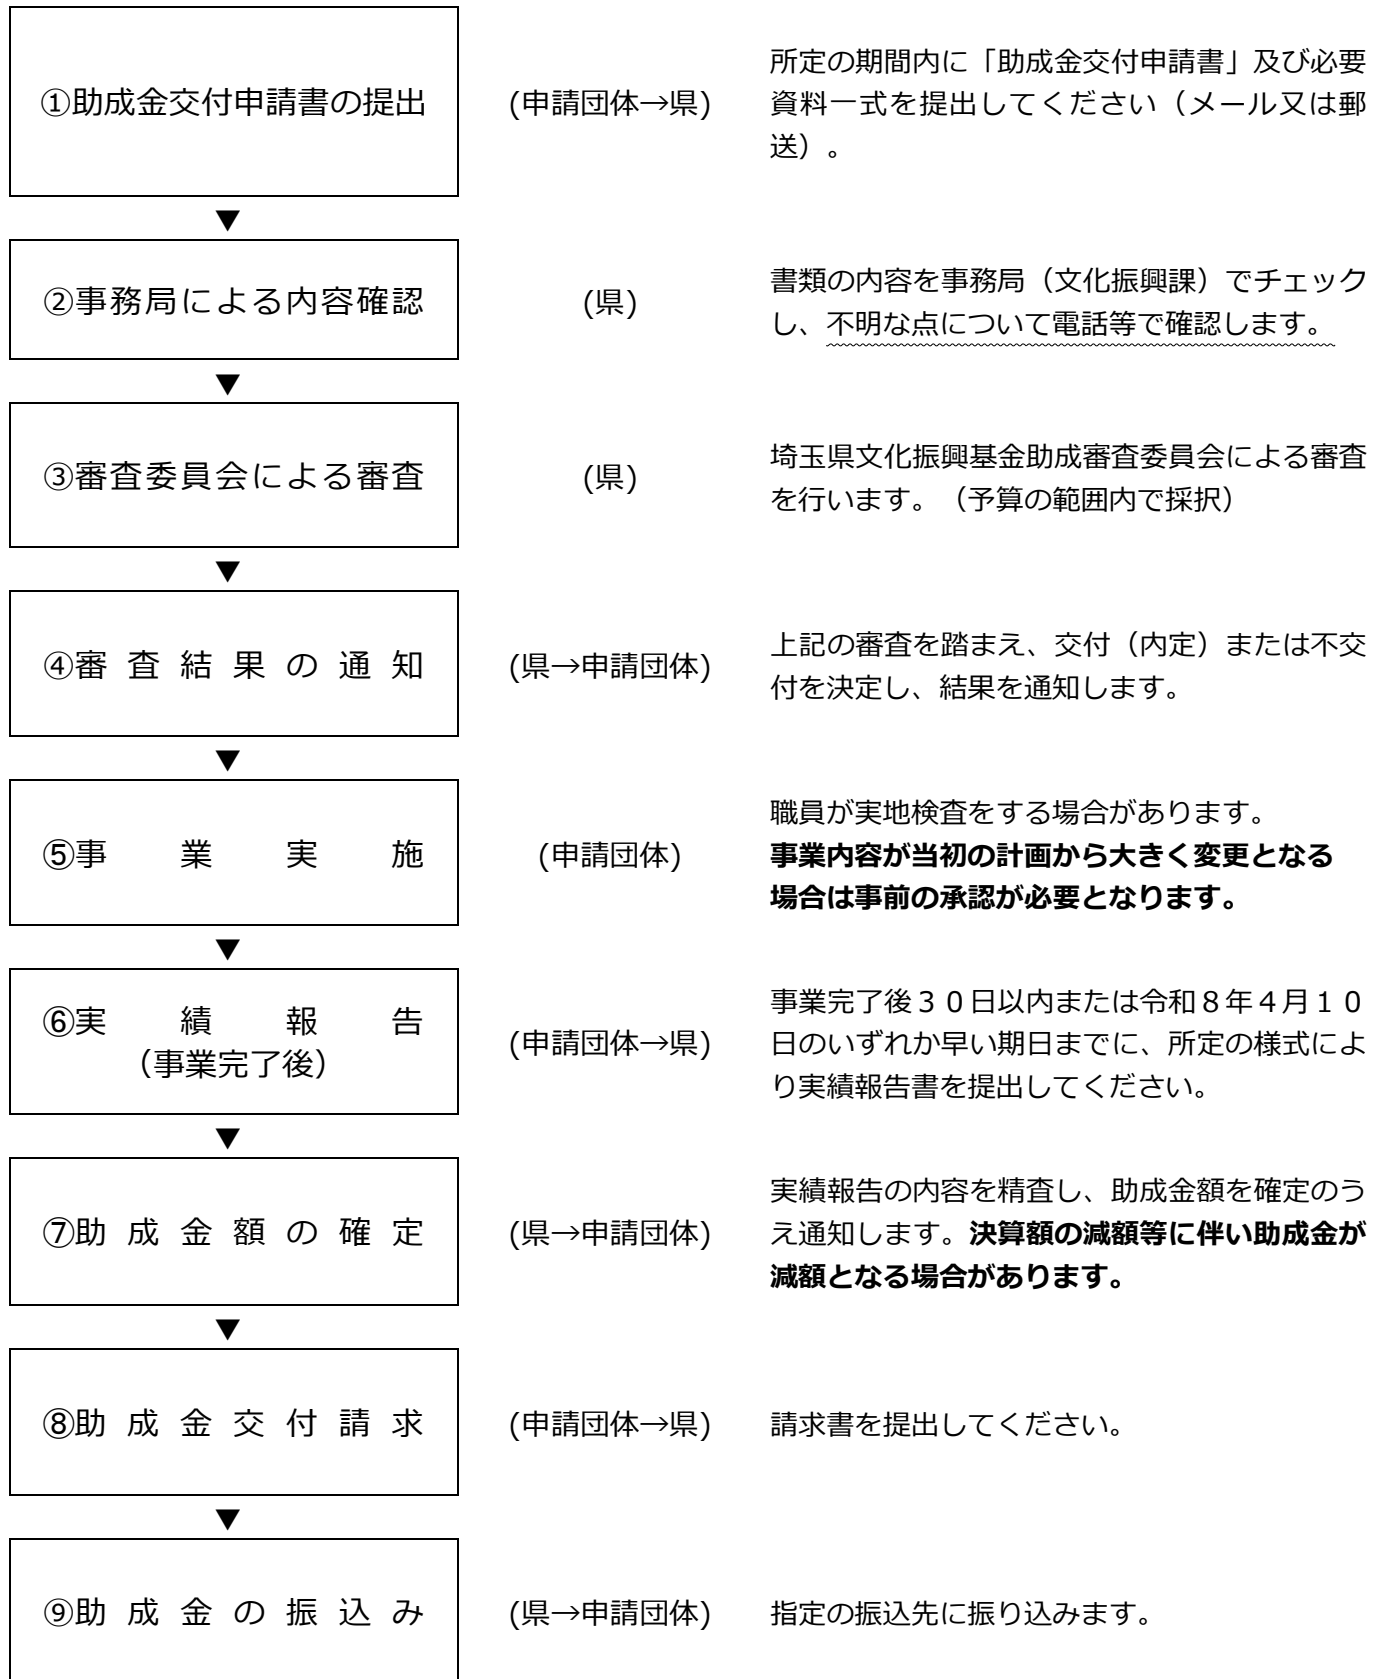 ①助成金交付申請書の提出
(申請団体→県)
所定の期間内に「助成金交付申請書」及び必要
資料一式を提出してください（メール又は郵
送）。
▼
②事務局による内容確認
(県)
書類の内容を事務局（文化振興課）でチェック
し、不明な点について電話等で確認します。
▼
③審査委員会による審査
(県)
埼玉県文化振興基金助成審査委員会による審査
を行います。（予算の範囲内で採択）
▼
④審査結果の通知
(県→申請団体)
上記の審査を踏まえ、交付（内定）または不交
付を決定し、結果を通知します。
▼
⑤事業実施
(申請団体)
職員が実地検査をする場合があります。
事業内容が当初の計画から大きく変更となる
場合は事前の承認が必要となります。
▼
⑥実績報告
（事業完了後）
(申請団体→県)
事業完了後３０日以内または令和８年４月１０
日のいずれか早い期日までに、所定の様式によ
り実績報告書を提出してください。
▼
⑦助成金額の確定
(県→申請団体)
実績報告の内容を精査し、助成金額を確定のう
え通知します。決算額の減額等に伴い助成金が
減額となる場合があります。
▼
⑧助成金交付請求
(申請団体→県)
請求書を提出してください。
▼
⑨助成金の振込み
(県→申請団体)
指定の振込先に振り込みます。